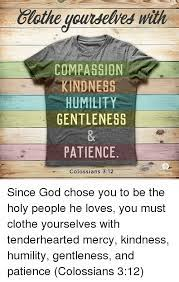 Clothe yourselves with
COMPASSION
KINDNESS
HUMILITY
GENTLENESS
&
PATIENCE.
Colossians 3:12
Since God chose you to be the
holy people he loves, you must
clothe yourselves with
tenderhearted mercy, kindness,
humility, gentleness, and
patience (Colossians 3:12)